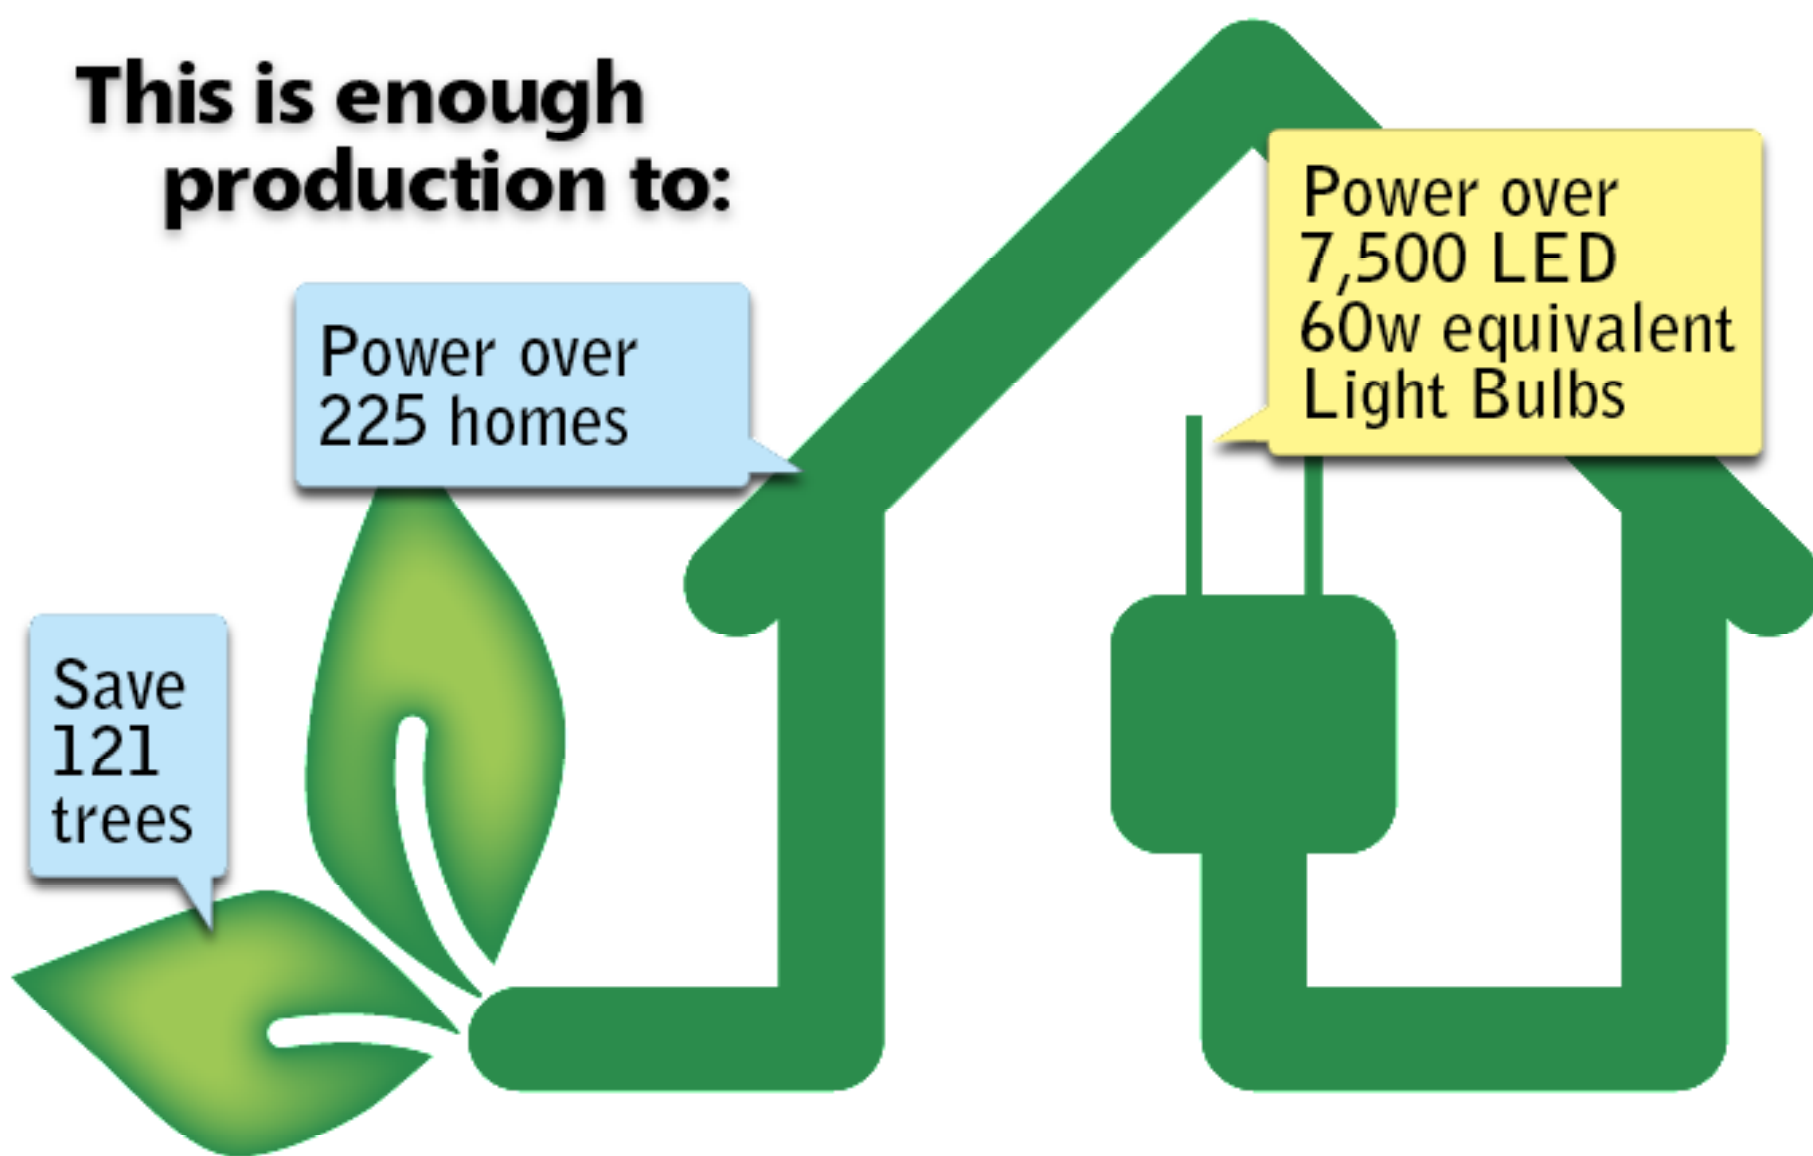 This is enough
production to:
Power over
225 homes
Power over
7,500 LED
60w equivalent
Light Bulbs
Save
121
trees